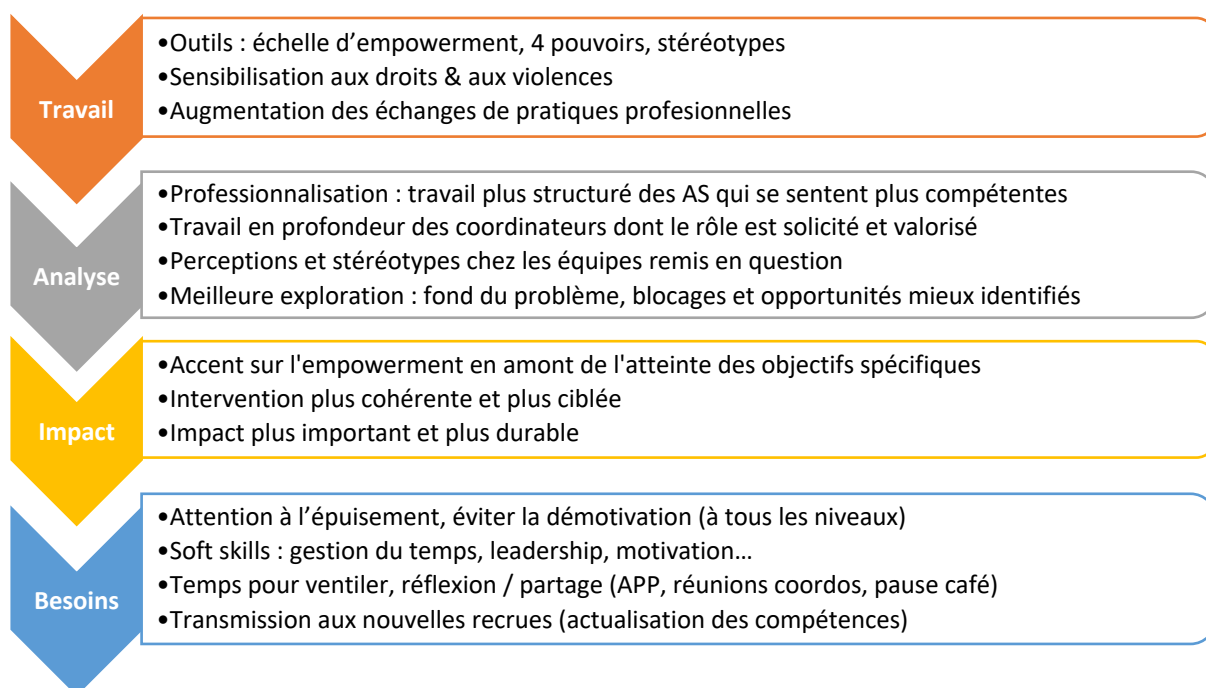 Travail
•Outils : échelle d’empowerment, 4 pouvoirs, stéréotypes
•Sensibilisation aux droits & aux violences
•Augmentation des échanges de pratiques profesionnelles
Analyse
•Professionnalisation : travail plus structuré des AS qui se sentent plus compétentes
•Travail en profondeur des coordinateurs dont le rôle est solicité et valorisé
•Perceptions et stéréotypes chez les équipes remis en question
•Meilleure exploration : fond du problème, blocages et opportunités mieux identifiés
Impact
•Accent sur l'empowerment en amont de l'atteinte des objectifs spécifiques
•Intervention plus cohérente et plus ciblée
•Impact plus important et plus durable
Besoins
•Attention à l’épuisement, éviter la démotivation (à tous les niveaux)
•Soft skills : gestion du temps, leadership, motivation…
•Temps pour ventiler, réflexion / partage (APP, réunions coordos, pause café)
•Transmission aux nouvelles recrues (actualisation des compétences)